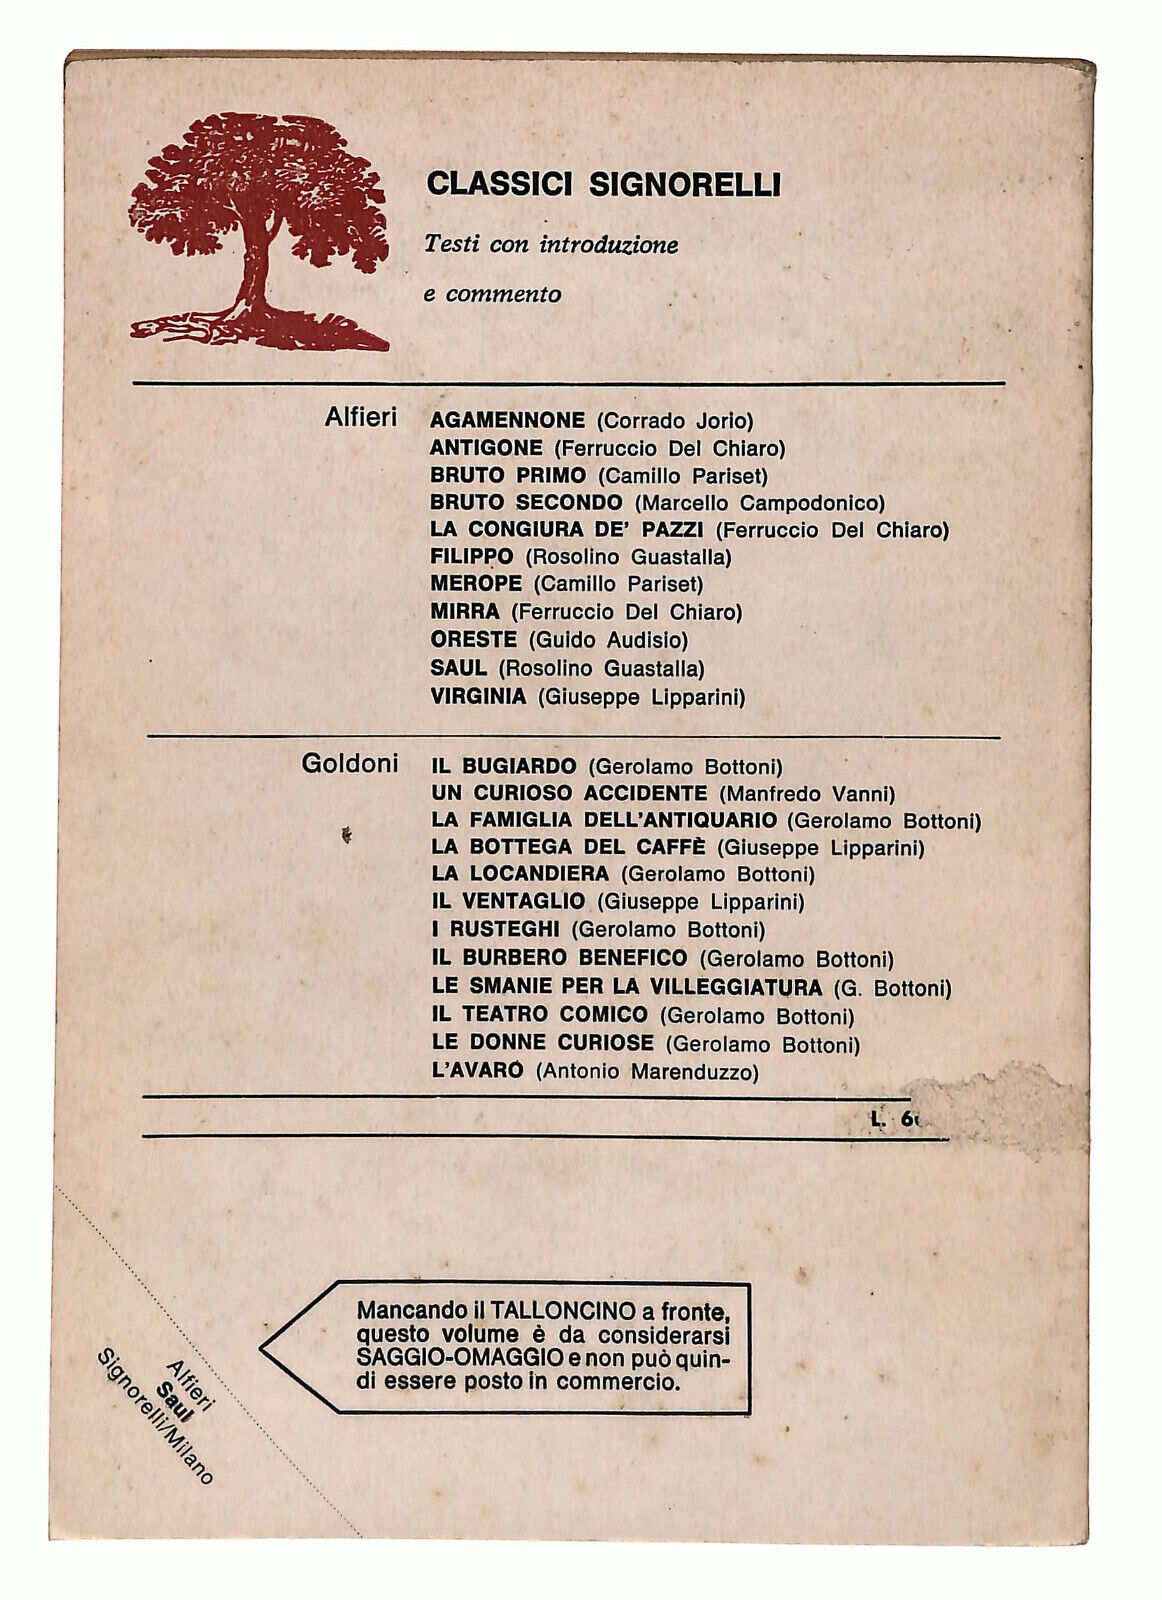 CLASSICI SIGNORELLI
Testi con introduzione
e commento
Alfieri
AGAMENNONE (Corrado Jorio)
ANTIGONE (Ferruccio Del Chiaro)
BRUTO PRIMO (Camillo Pariset)
BRUTO SECONDO (Marcello Campodonico)
LA CONGIURA DE' PAZZI (Ferruccio Del Chiaro)
FILIPPO (Rosolino Guastalla)
MEROPE (Camillo Pariset)
MIRRA (Ferruccio Del Chiaro)
ORESTE (Guido Audisio)
SAUL (Rosolino Guastalla)
VIRGINIA (Giuseppe Lipparini)
Goldoni
IL BUGIARDO (Gerolamo Bottoni)
UN CURIOSO ACCIDENTE (Manfredo Vanni)
LA FAMIGLIA DELL'ANTIQUARIO (Gerolamo Bottoni)
LA BOTTEGA DEL CAFFÈ (Giuseppe Lipparini)
LA LOCANDIERA (Gerolamo Bottoni)
IL VENTAGLIO (Giuseppe Lipparini)
I RUSTEGHI (Gerolamo Bottoni)
IL BURBERO BENEFICO (Gerolamo Bottoni)
LE SMANIE PER LA VILLEGGIATURA (G. Bottoni)
IL TEATRO COMICO (Gerolamo Bottoni)
LE DONNE CURIOSE (Gerolamo Bottoni)
L'AVARO (Antonio Marenduzzo)
L.
Mancando il TALLONCINO a fronte,
questo volume è da considerarsi
SAGGIO-OMAGGIO e non può quin-
di essere posto in commercio.
Alfieri
Saul
Signorelli/Milano